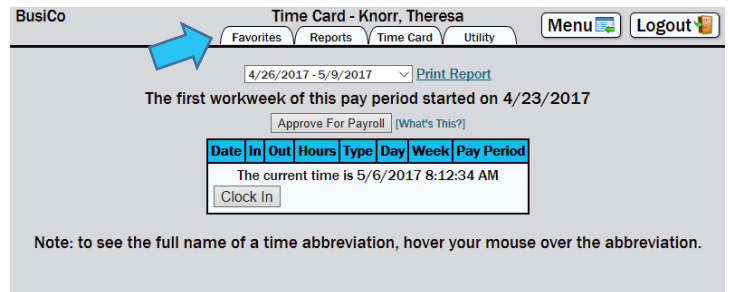 BusiCo
Time Card - Knorr, Theresa
Favorites Reports Time Card Utility
Menu Logout
4/26/2017 - 5/9/2017 Print Report
The first workweek of this pay period started on 4/23/2017
Approve For Payroll [What's This?]
Date In Out Hours Type Day Week Pay Period
The current time is 5/6/2017 8:12:34 AM
Clock In
Note: to see the full name of a time abbreviation, hover your mouse over the abbreviation.